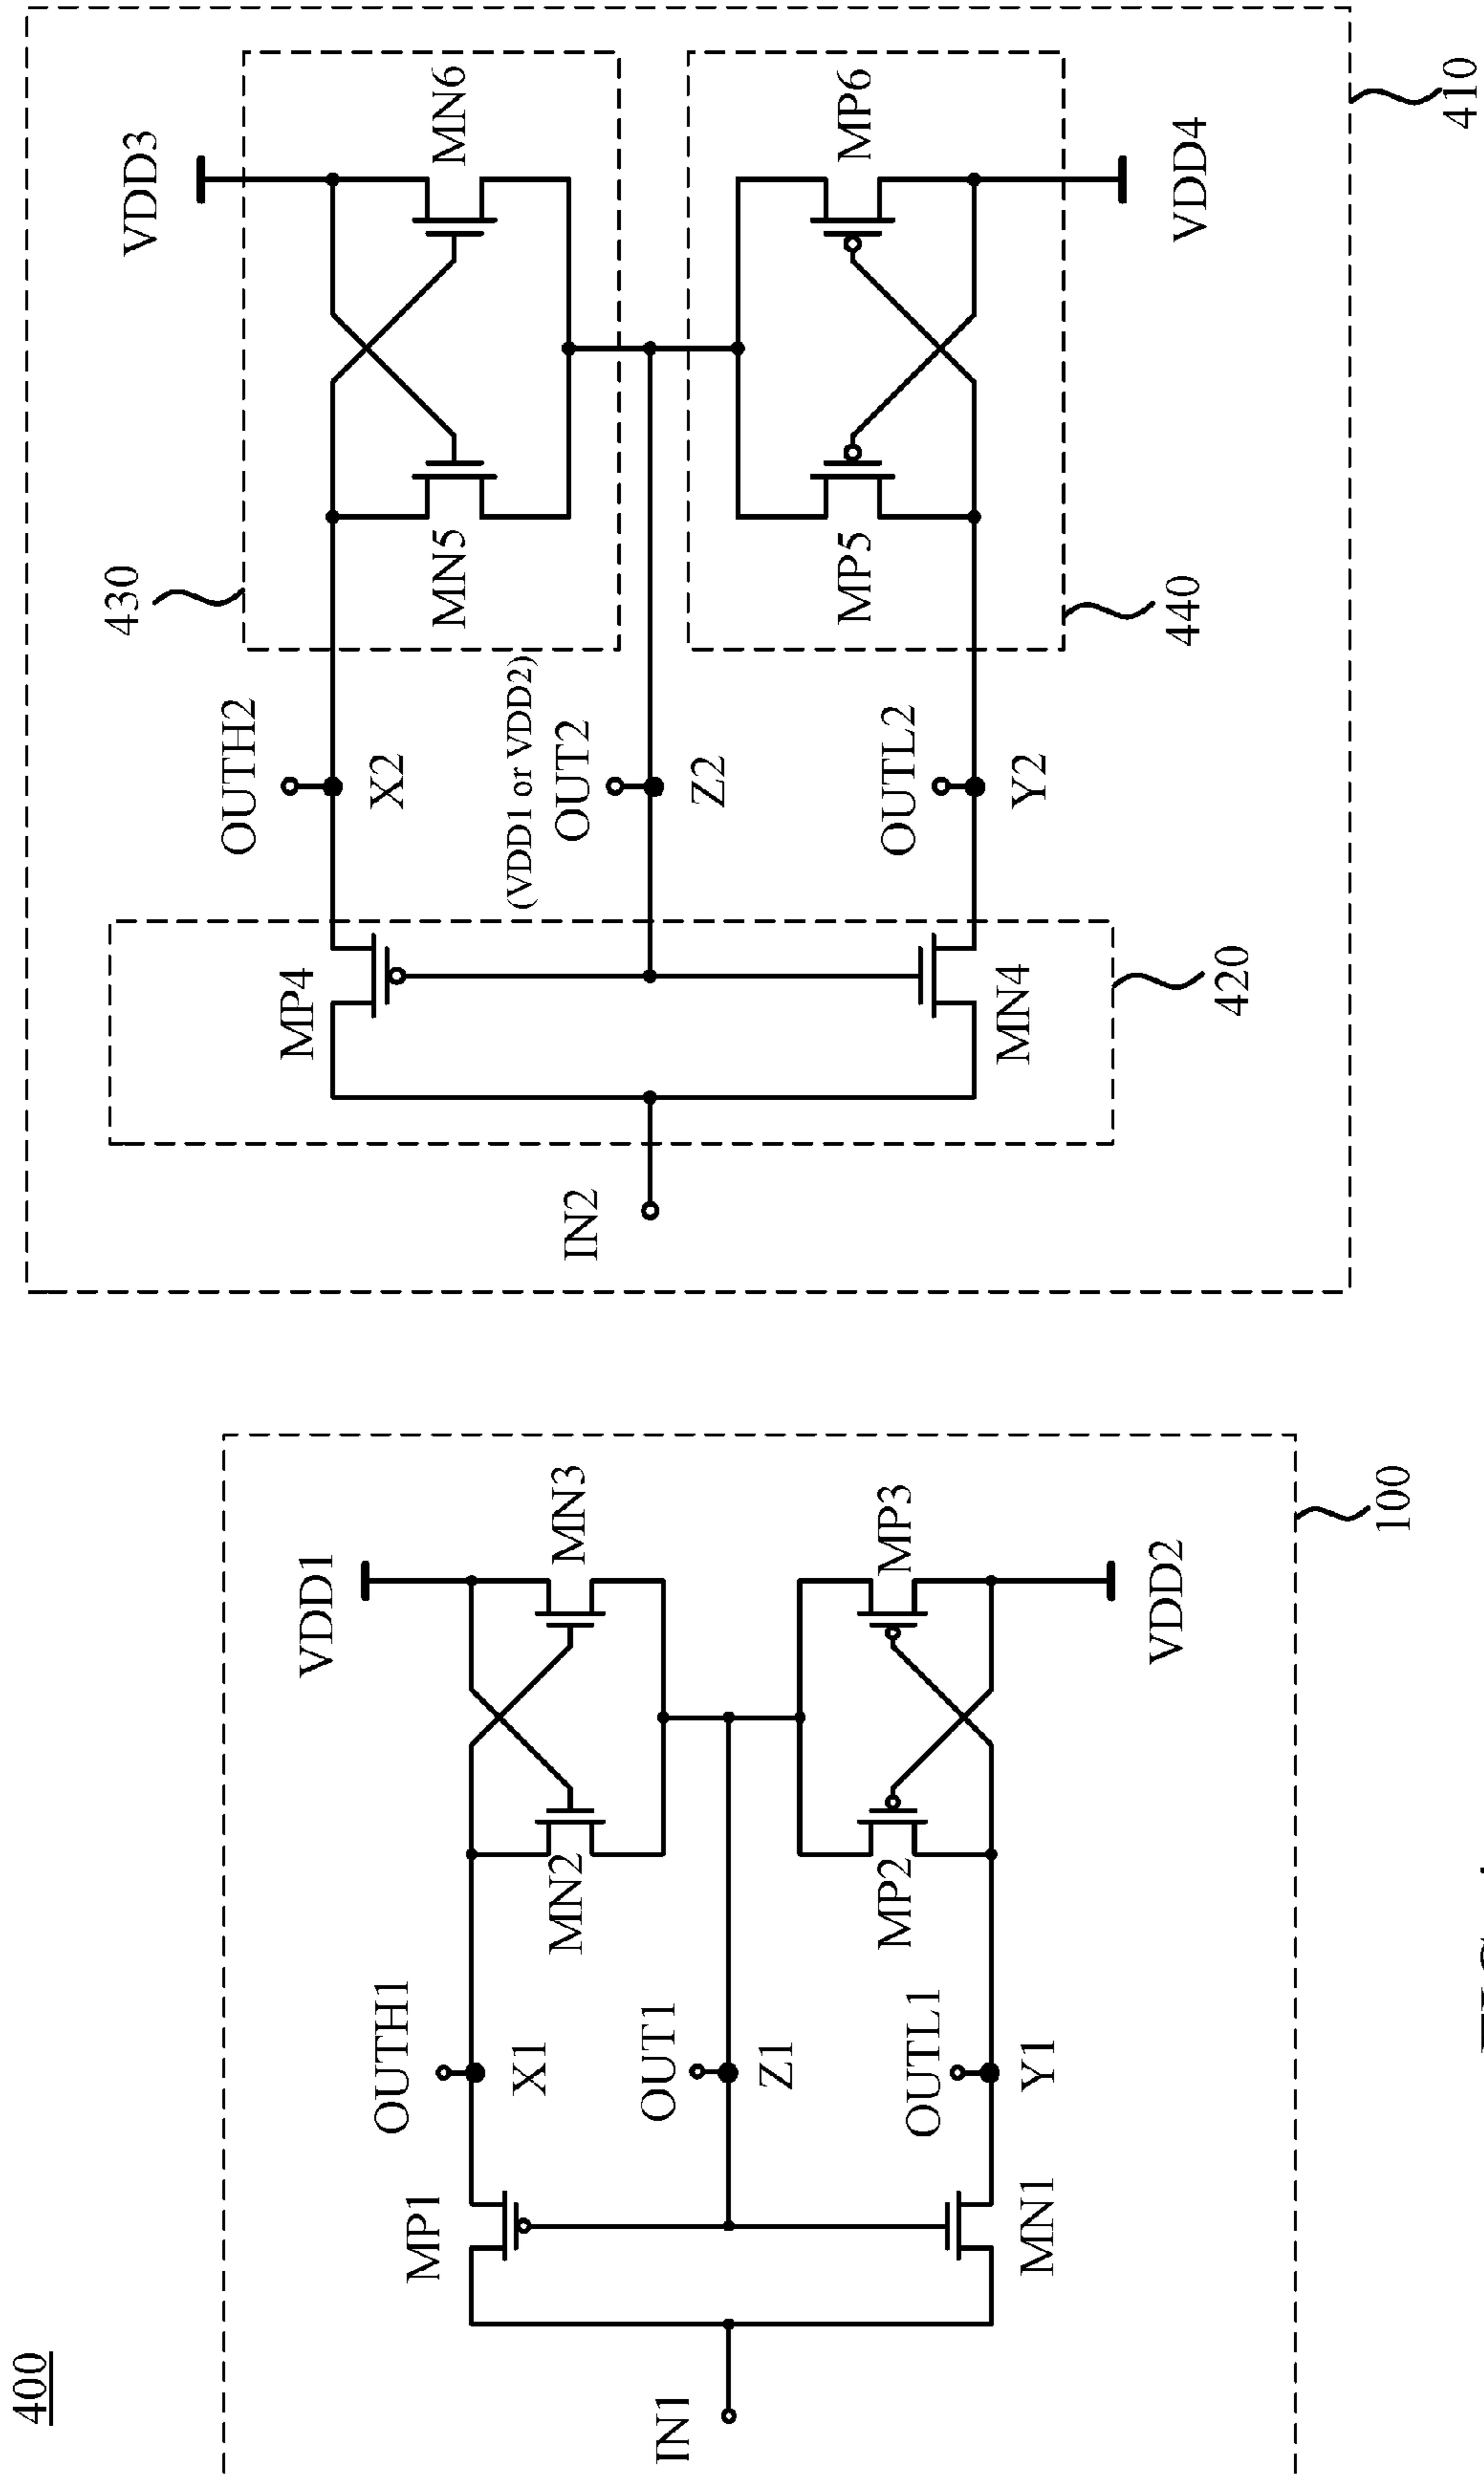 400
IN1
MP1
MN1
OUTH1
X1
OUT1
Z1
OUTL1
Y1
MN2
MP2
VDD1
MN3
MP3
VDD2
100
IN2
MP4
MN4
420
OUTH2
X2
(VDD1 or VDD2)
OUT2
Z2
OUTL2
Y2
430
MN5
MP5
440
VDD3
MN6
MP6
VDD4
410